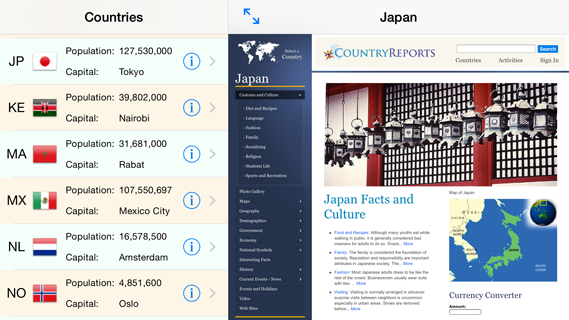 Countries
JP
Population: 127,530,000
Capital: Tokyo
KE
Population: 39,802,000
Capital: Nairobi
MA
Population: 31,681,000
Capital: Rabat
MX
Population: 107,550,697
Capital: Mexico City
NL
Population: 16,578,500
Capital: Amsterdam
NO
Population: 4,851,600
Capital: Oslo
Japan
Select a
Country
Japan
Customs and Culture
- Diet and Recipes
- Language
- Fashion
- Family
- Socializing
- Religion
- Students Life
- Sports and Recreation
Photo Gallery
Maps
Geography
Demographics
Government
Economy
National Symbols
Interesting Facts
History
Current Events - News
Events and Holidays
Video
Web Sites
COUNTRYREPORTS
Search
Countries Activities Sign In
Japan Facts and
Culture
Food and Recipes: Although many youths eat while
walking in public, it is generally considered bad
manners for adults to do so. Snack... More
Family: The family is considered the foundation of
society. Reputation and responsibility are important
attributes in Japanese society. The... More
Fashion: Most Japanese adults dress to be like the
rest of the crowd. Businessmen usually wear suits
with ties. ... More
Visiting: Visiting is normally arranged in advance.
surprise visits between neighbors is uncommon
especially in urban areas. Shoes are removed
before... More
Map of Japan
CHINA
JAPAN
PACIFIC
OCEAN
Currency Converter
Amount: